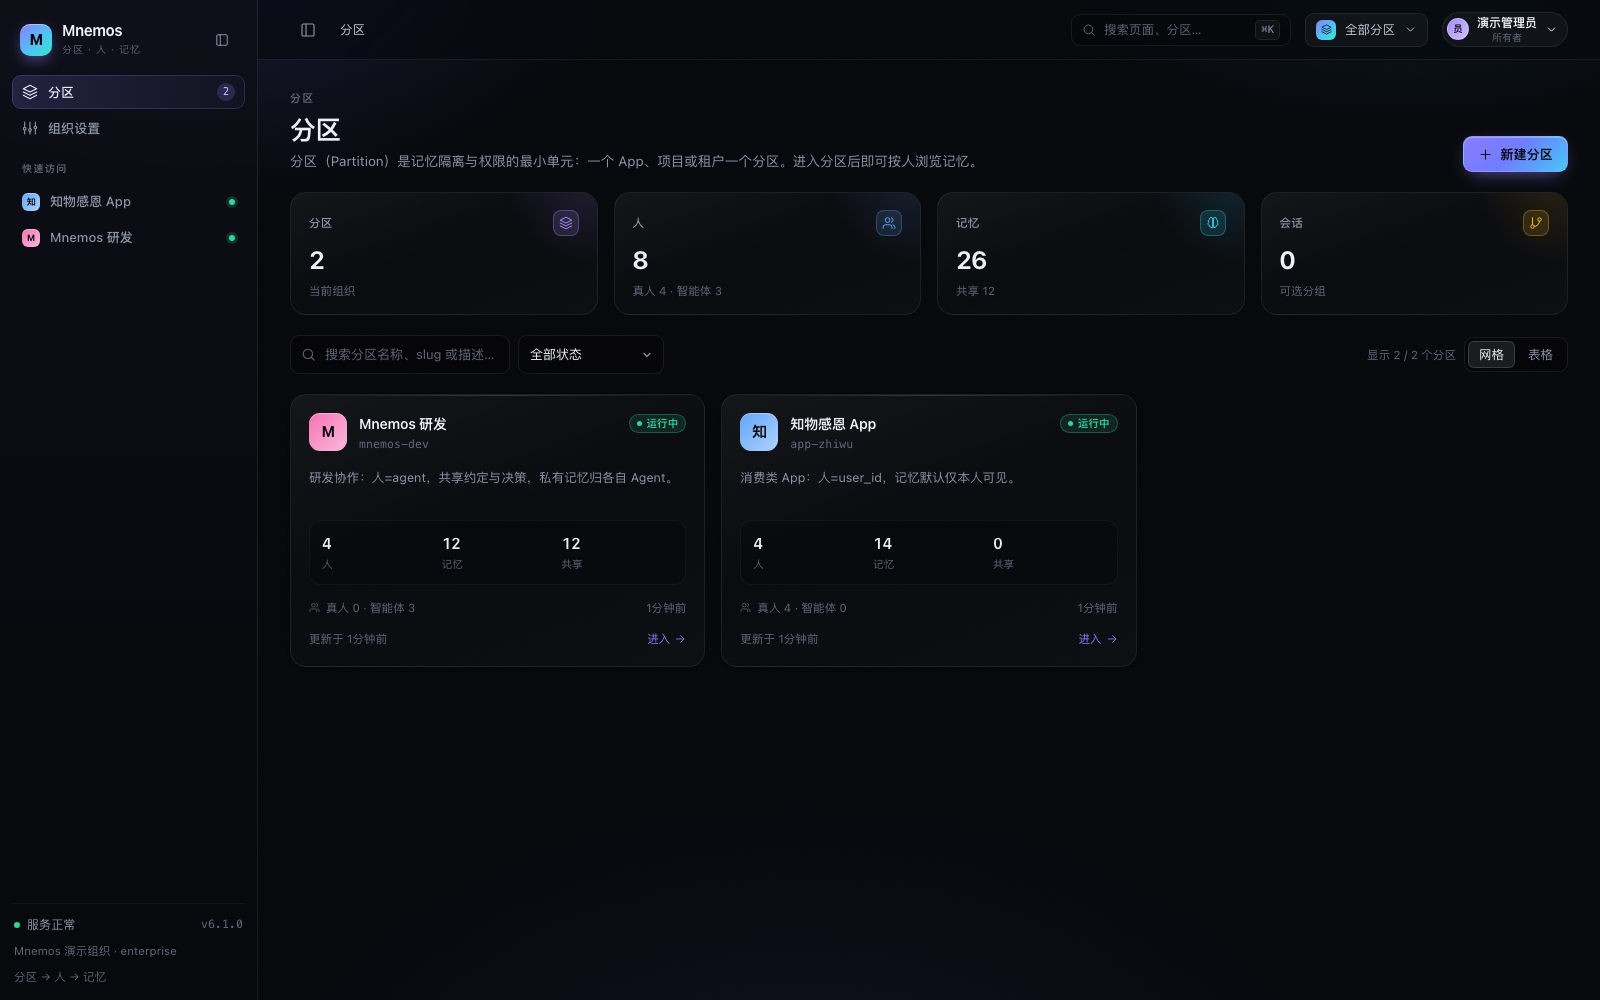 M
Mnemos
分区 · 人 · 记忆
分区
2
组织设置
快速访问
知
知物感恩 App
M
Mnemos 研发
服务正常
v6.1.0
Mnemos 演示组织 · enterprise
分区 → 人 → 记忆
分区
搜索页面、分区...
⌘K
全部分区
员
演示管理员
所有者
分区
分区
分区（Partition）是记忆隔离与权限的最小单元：一个 App、项目或租户一个分区。进入分区后即可按人浏览记忆。
新建分区
分区
2
当前组织
人
8
真人 4 · 智能体 3
记忆
26
共享 12
会话
0
可选分组
搜索分区名称、slug 或描述...
全部状态
显示 2 / 2 个分区
网格
表格
M
Mnemos 研发
mnemos-dev
运行中
研发协作：人=agent，共享约定与决策，私有记忆归各自 Agent。
4
人
12
记忆
12
共享
真人 0 · 智能体 3
1分钟前
更新于 1分钟前
进入 →
知
知物感恩 App
app-zhiwu
运行中
消费类 App：人=user_id，记忆默认仅本人可见。
4
人
14
记忆
0
共享
真人 4 · 智能体 0
1分钟前
更新于 1分钟前
进入 →